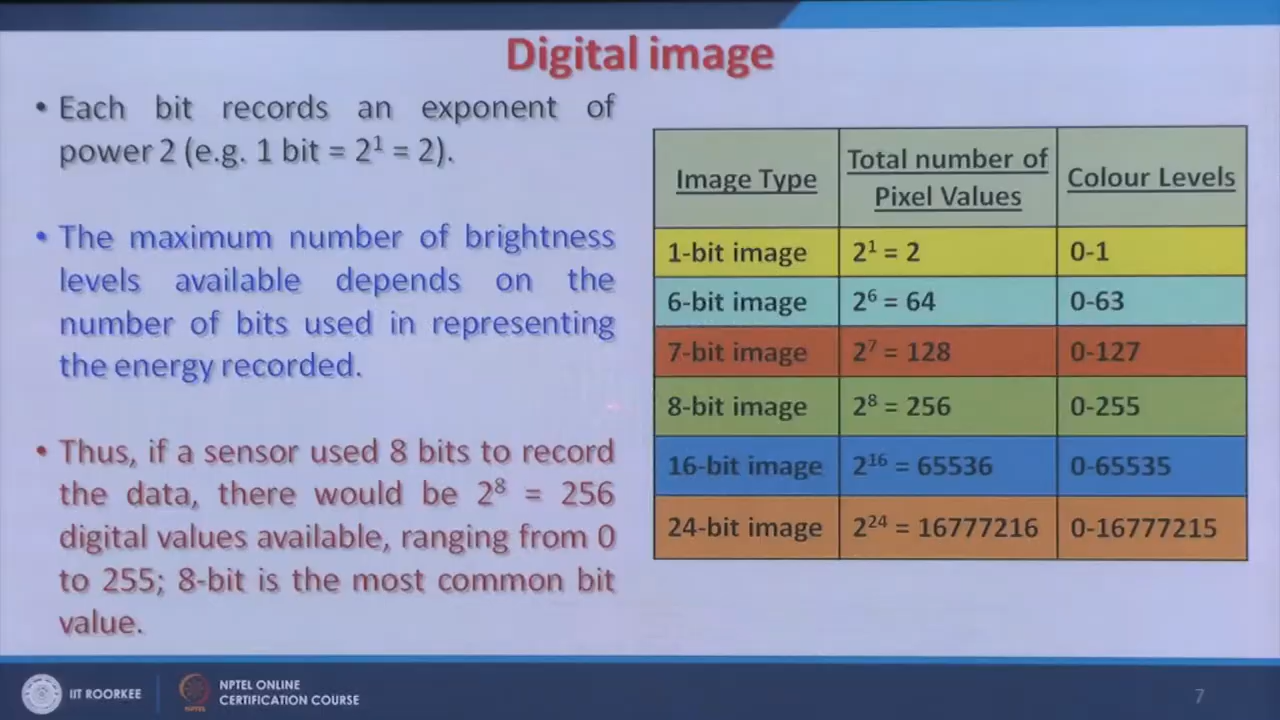 Digital image
• Each bit records an exponent of
power 2 (e.g. 1 bit = 2¹ = 2).
• The maximum number of brightness
levels available depends on the
number of bits used in representing
the energy recorded.
• Thus, if a sensor used 8 bits to record
the data, there would be 2⁸ = 256
digital values available, ranging from 0
to 255; 8-bit is the most common bit
value.
Image Type Total number of Pixel Values Colour Levels
1-bit image 2¹ = 2 0-1
6-bit image 2⁶ = 64 0-63
7-bit image 2⁷ = 128 0-127
8-bit image 2⁸ = 256 0-255
16-bit image 2¹⁶ = 65536 0-65535
24-bit image 2²⁴ = 16777216 0-16777215
IIT ROORKEE
NPTEL
NPTEL ONLINE
CERTIFICATION COURSE
7